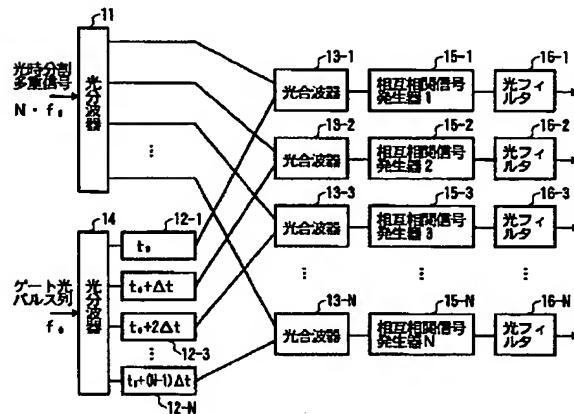 11
光時分割
多重信号
N・f₀
光分波器
⋮
13-1
光合波器
15-1
相互相関信号
発生器1
16-1
光フィ
ルタ
13-2
光合波器
15-2
相互相関信号
発生器2
16-2
光フィ
ルタ
13-3
光合波器
15-3
相互相関信号
発生器3
16-3
光フィ
ルタ
⋮
⋮
⋮
13-N
光合波器
15-N
相互相関信号
発生器N
16-N
光フィ
ルタ
14
ゲート光
パルス列
f₀
光分波器
12-1
t₀
t₀+Δt
t₀+2Δt
12-3
⋮
t₀+(N-1)Δt
12-N